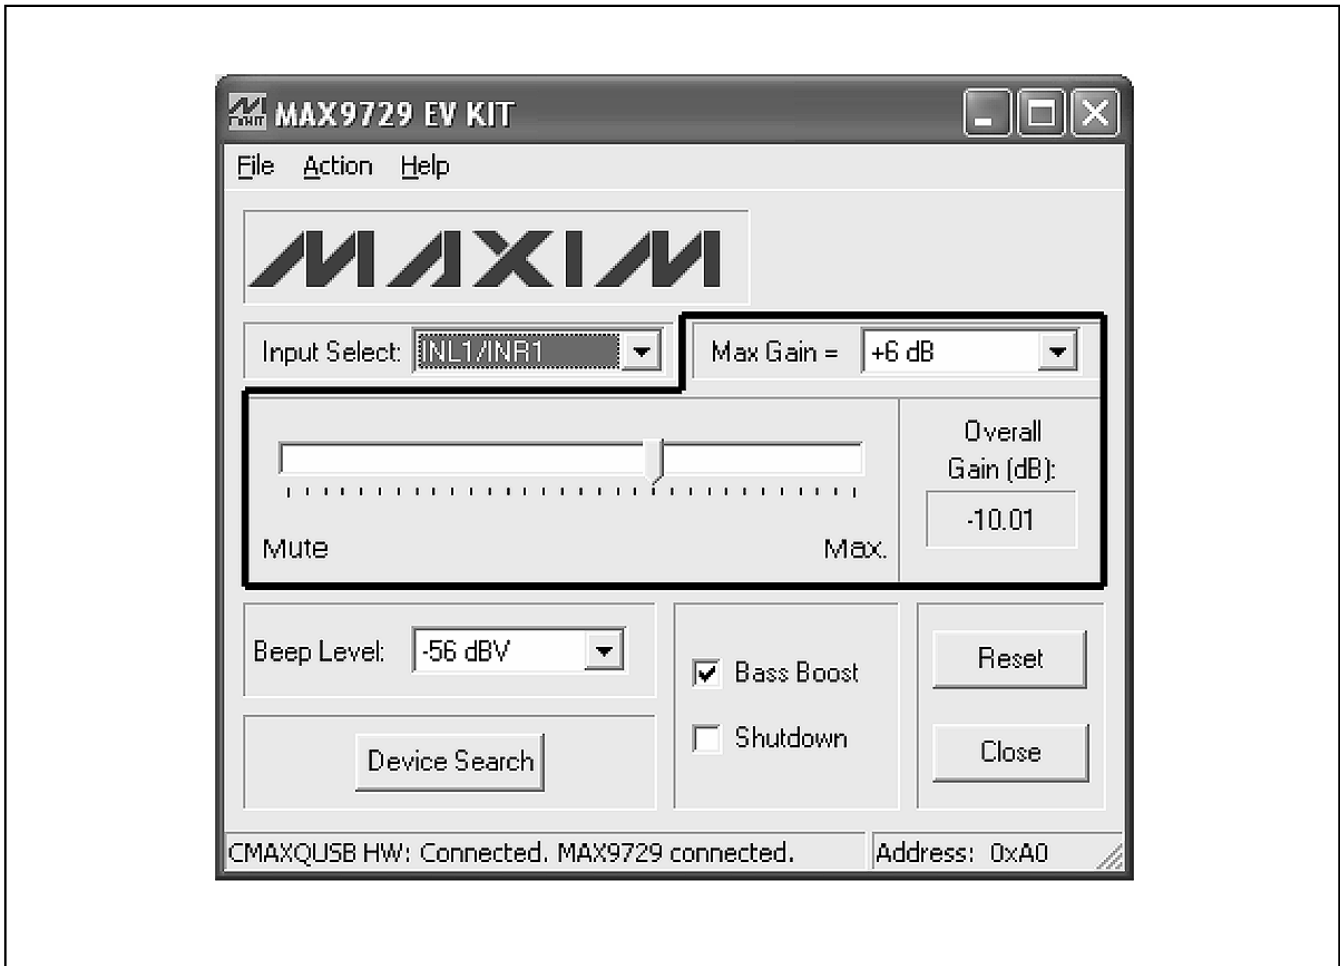 MAX9729 EV KIT
File Action Help
MAXIM
Input Select: INL1/INR1
Max Gain = +6 dB
Overall
Gain (dB):
-10.01
Mute Max.
Beep Level: -56 dBV
Bass Boost
Reset
Shutdown
Device Search
Close
CMAXQUSB HW: Connected. MAX9729 connected. Address: 0xA0